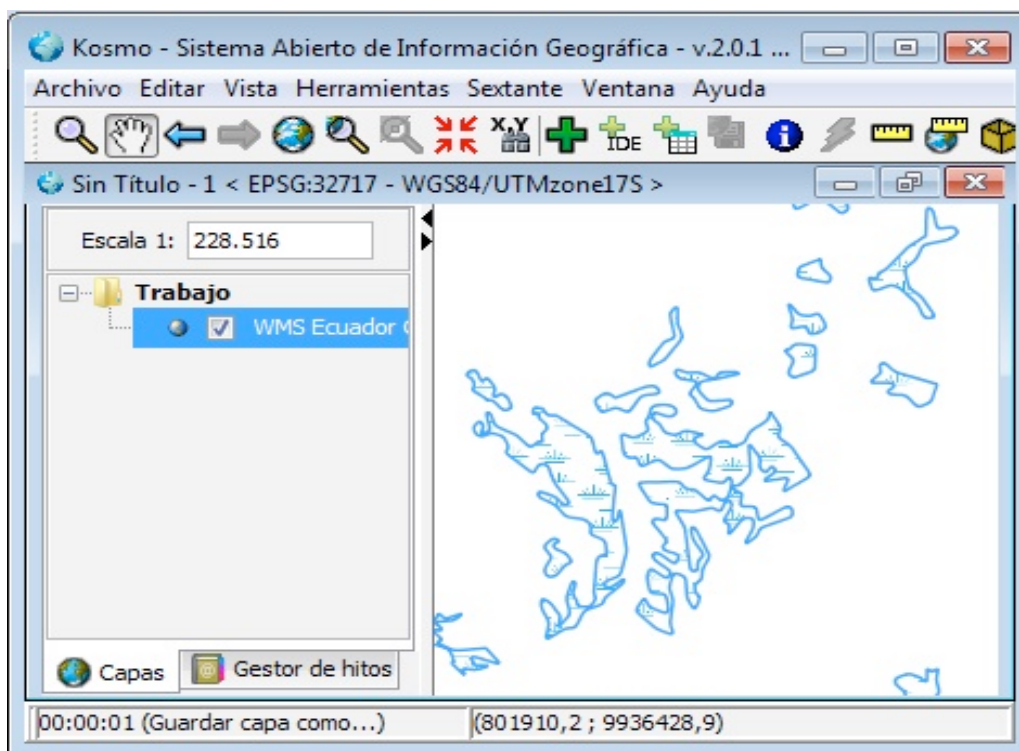 Kosmo - Sistema Abierto de Información Geográfica - v.2.0.1 ...
Archivo Editar Vista Herramientas Sextante Ventana Ayuda
X,Y
IDE
Sin Título - 1 < EPSG:32717 - WGS84/UTMzone17S >
Escala 1: 228.516
Trabajo
WMS Ecuador
Capas
Gestor de hitos
00:00:01 (Guardar capa como...)
(801910,2 ; 9936428,9)